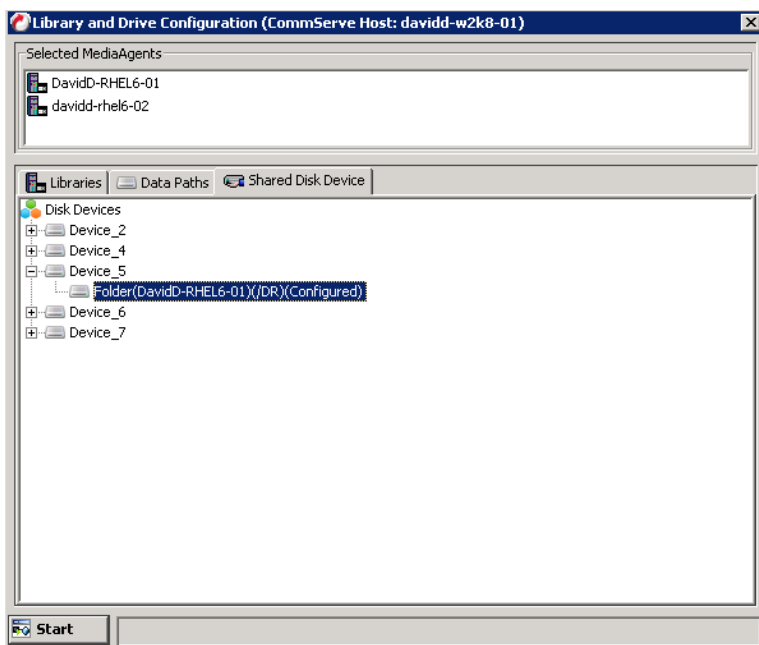 Library and Drive Configuration (CommServe Host: davidd-w2k8-01)
Selected MediaAgents
DavidD-RHEL6-01
davidd-rhel6-02
Libraries Data Paths Shared Disk Device
Disk Devices
Device_2
Device_4
Device_5
Folder(DavidD-RHEL6-01)(/DR)(Configured)
Device_6
Device_7
Start